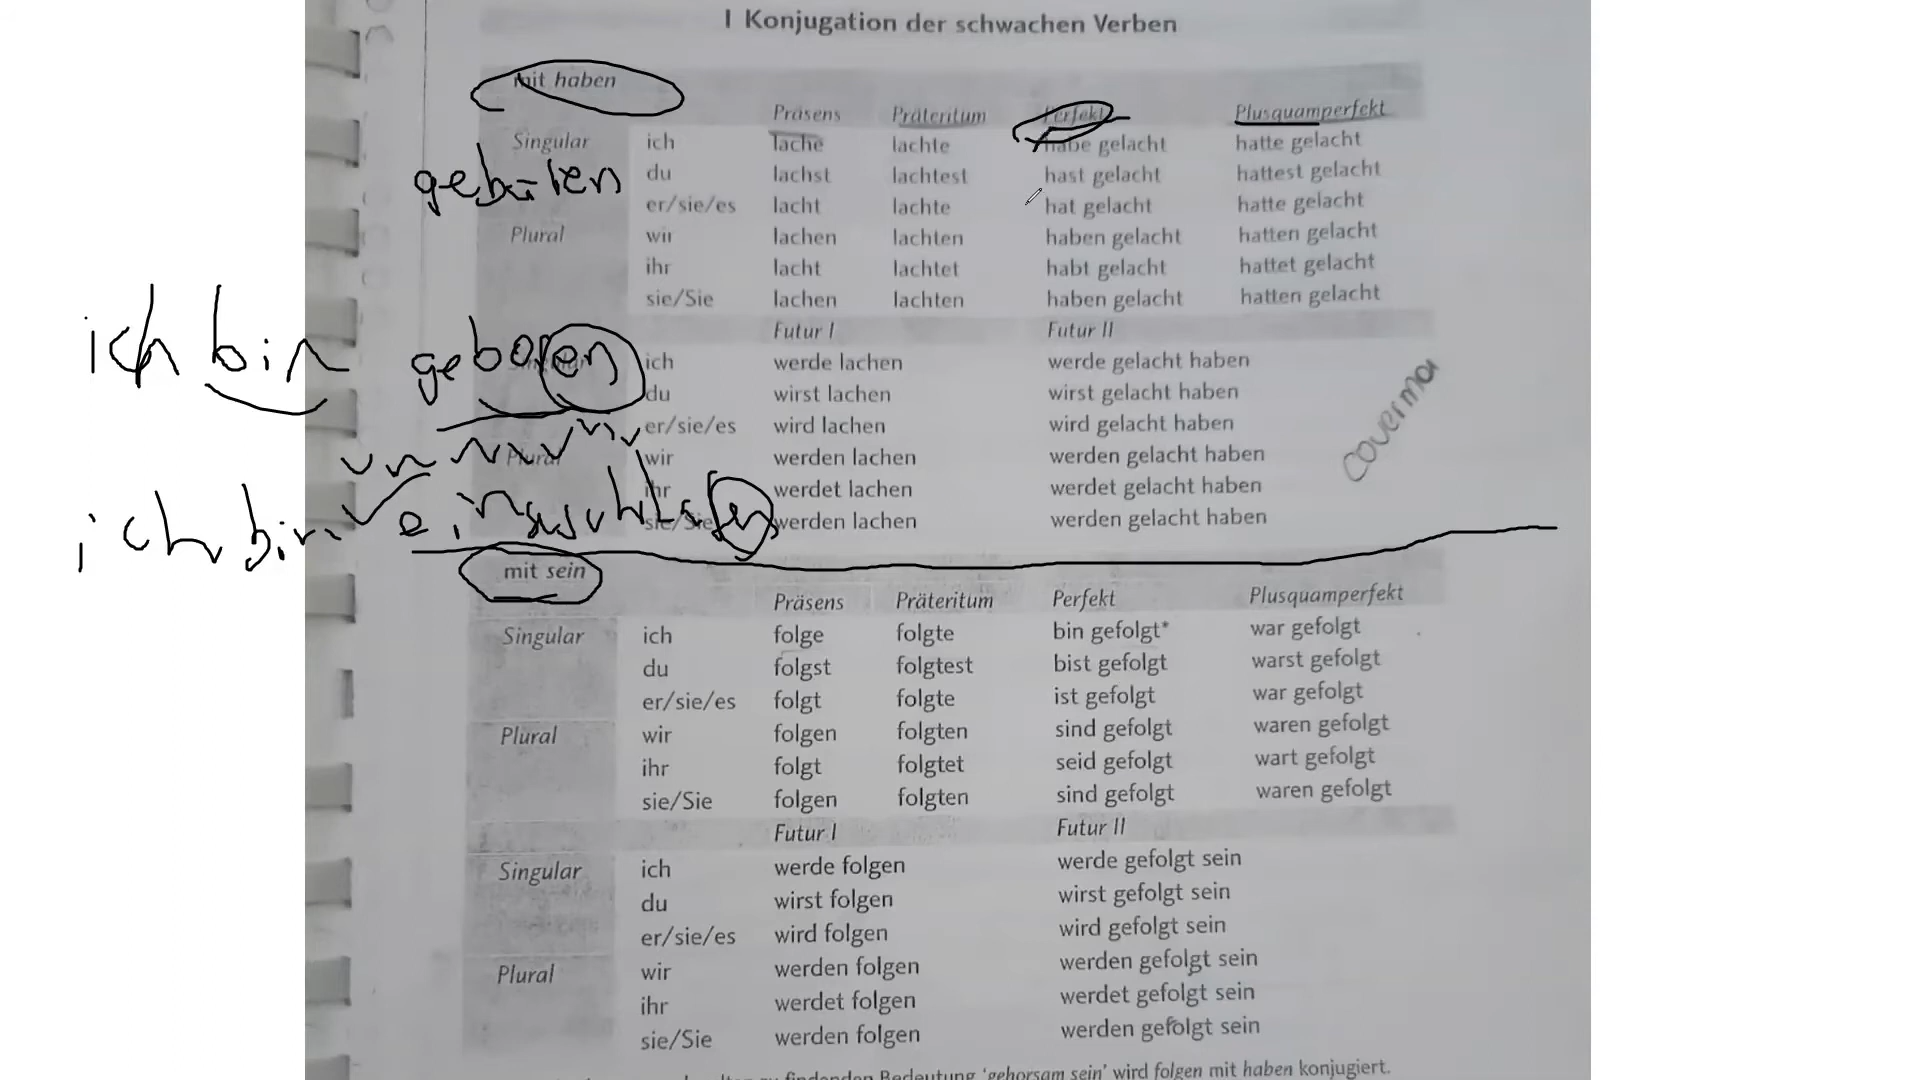 I Konjugation der schwachen Verben
mit haben
Präsens Präteritum Perfekt Plusquamperfekt
Singular ich lache lachte habe gelacht hatte gelacht
du lachst lachtest hast gelacht hattest gelacht
er/sie/es lacht lachte hat gelacht hatte gelacht
Plural wir lachen lachten haben gelacht hatten gelacht
ihr lacht lachtet habt gelacht hattet gelacht
sie/Sie lachen lachten haben gelacht hatten gelacht
Futur I Futur II
ich werde lachen werde gelacht haben
du wirst lachen wirst gelacht haben
er/sie/es wird lachen wird gelacht haben
Plural wir werden lachen werden gelacht haben
ihr werdet lachen werdet gelacht haben
sie/Sie werden lachen werden gelacht haben
ich bin geboren
ich bin
mit sein
Präsens Präteritum Perfekt Plusquamperfekt
Singular ich folge folgte bin gefolgt* war gefolgt
du folgst folgtest bist gefolgt warst gefolgt
er/sie/es folgt folgte ist gefolgt war gefolgt
Plural wir folgen folgten sind gefolgt waren gefolgt
ihr folgt folgtet seid gefolgt wart gefolgt
sie/Sie folgen folgten sind gefolgt waren gefolgt
Futur I Futur II
Singular ich werde folgen werde gefolgt sein
du wirst folgen wirst gefolgt sein
er/sie/es wird folgen wird gefolgt sein
Plural wir werden folgen werden gefolgt sein
ihr werdet folgen werdet gefolgt sein
sie/Sie werden folgen werden gefolgt sein
Bedeutung 'gehorsam sein' wird folgen mit haben konjugiert.